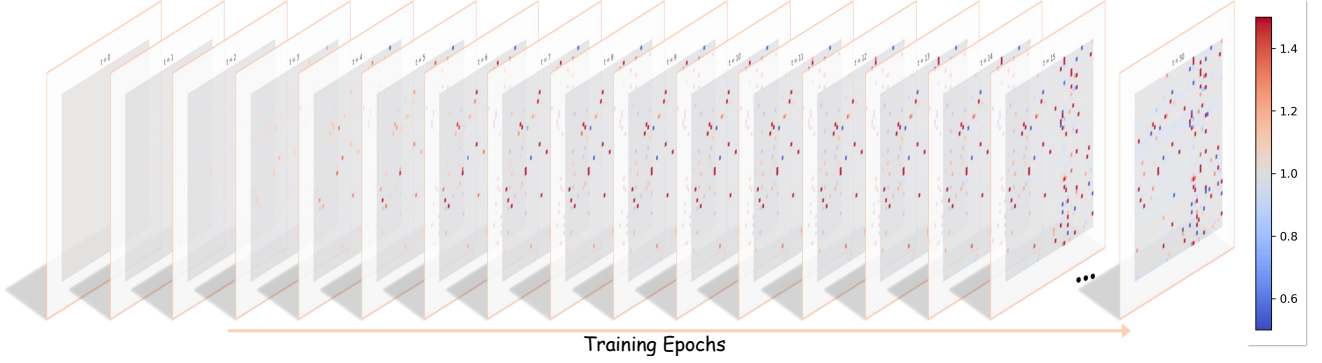 t = 0
t = 1
t = 2
t = 3
t = 4
t = 5
t = 6
t = 7
t = 8
t = 9
t = 10
t = 11
t = 12
t = 13
t = 14
t = 15
t = 50
1.4
1.2
1.0
0.8
0.6
Training Epochs